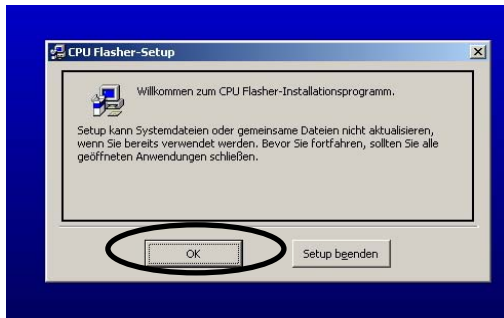 CPU Flasher-Setup
Willkommen zum CPU Flasher-Installationsprogramm.
Setup kann Systemdateien oder gemeinsame Dateien nicht aktualisieren,
wenn Sie bereits verwendet werden. Bevor Sie fortfahren, sollten Sie alle
geöffneten Anwendungen schließen.
OK
Setup beenden